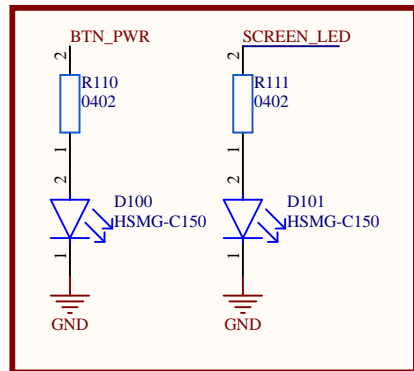 BTN_PWR
2
R110
0402
1
2
D100
HSMG-C150
1
GND
SCREEN_LED
2
R111
0402
1
2
D101
HSMG-C150
1
GND